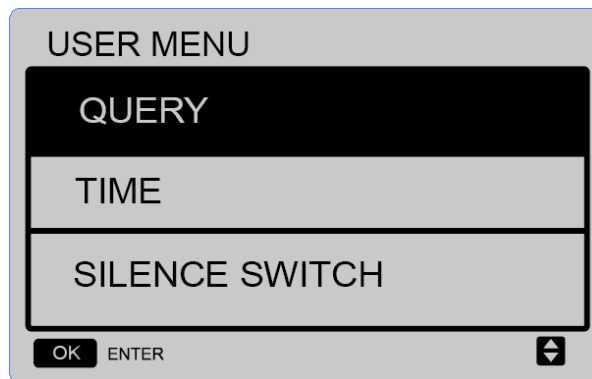 USER MENU
QUERY
TIME
SILENCE SWITCH
OK ENTER